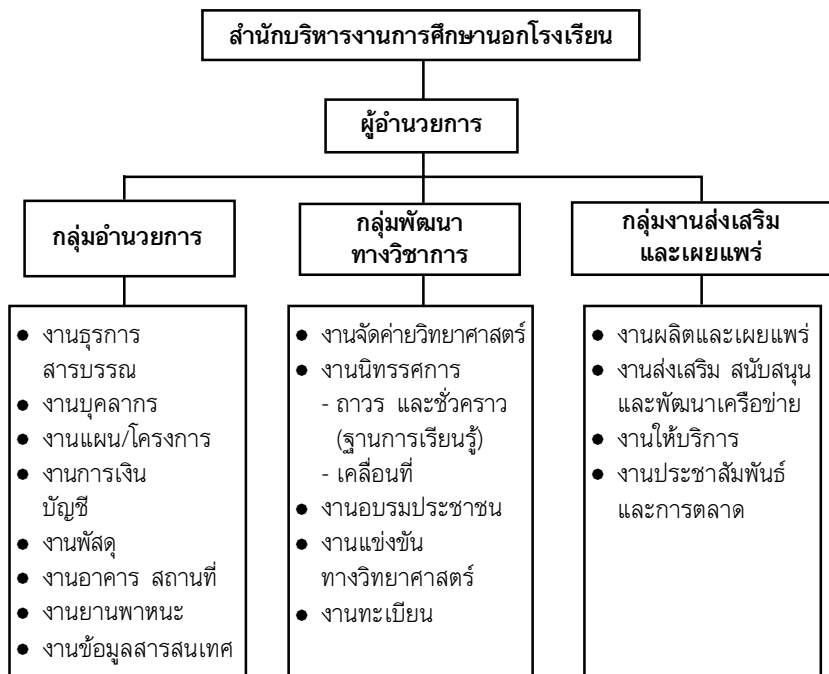 สำนักบริหารงานการศึกษานอกโรงเรียน
ผู้อำนวยการ
กลุ่มอำนวยการ
● งานธุรการ
สารบรรณ
● งานบุคลากร
● งานแผน/โครงการ
● งานการเงิน
บัญชี
● งานพัสดุ
● งานอาคาร สถานที่
● งานยานพาหนะ
● งานข้อมูลสารสนเทศ
กลุ่มพัฒนา
ทางวิชาการ
● งานจัดค่ายวิทยาศาสตร์
● งานนิทรรศการ
- ถาวร และชั่วคราว
(ฐานการเรียนรู้)
- เคลื่อนที่
● งานอบรมประชาชน
● งานแข่งขัน
ทางวิทยาศาสตร์
● งานทะเบียน
กลุ่มงานส่งเสริม
และเผยแพร่
● งานผลิตและเผยแพร่
● งานส่งเสริม สนับสนุน
และพัฒนาเครือข่าย
● งานให้บริการ
● งานประชาสัมพันธ์
และการตลาด